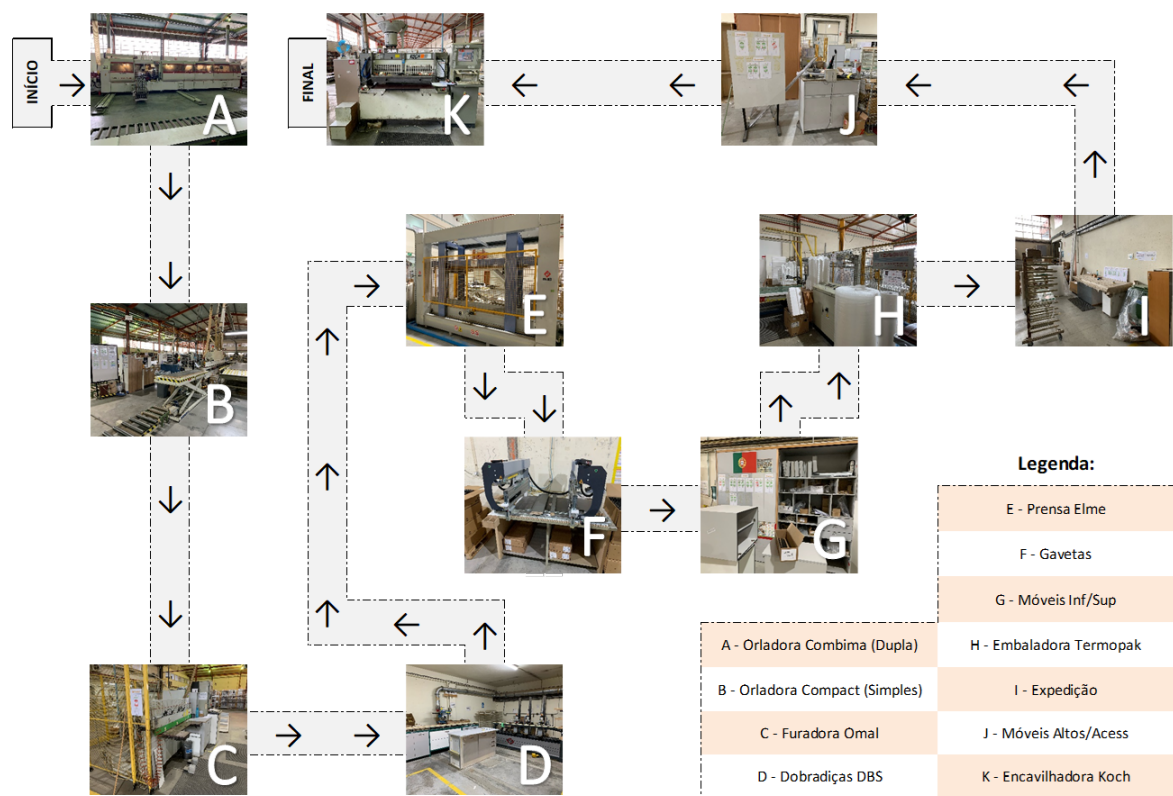 INÍCIO
A
FINAL
K
J
B
E
H
I
F
G
C
D
Legenda:
E - Prensa Elme
F - Gavetas
G - Móveis Inf/Sup
A - Orladora Combima (Dupla)
H - Embaladora Termopak
B - Orladora Compact (Simples)
I - Expedição
C - Furadora Omal
J - Móveis Altos/Acess
D - Dobradiças DBS
K - Encavilhadora Koch